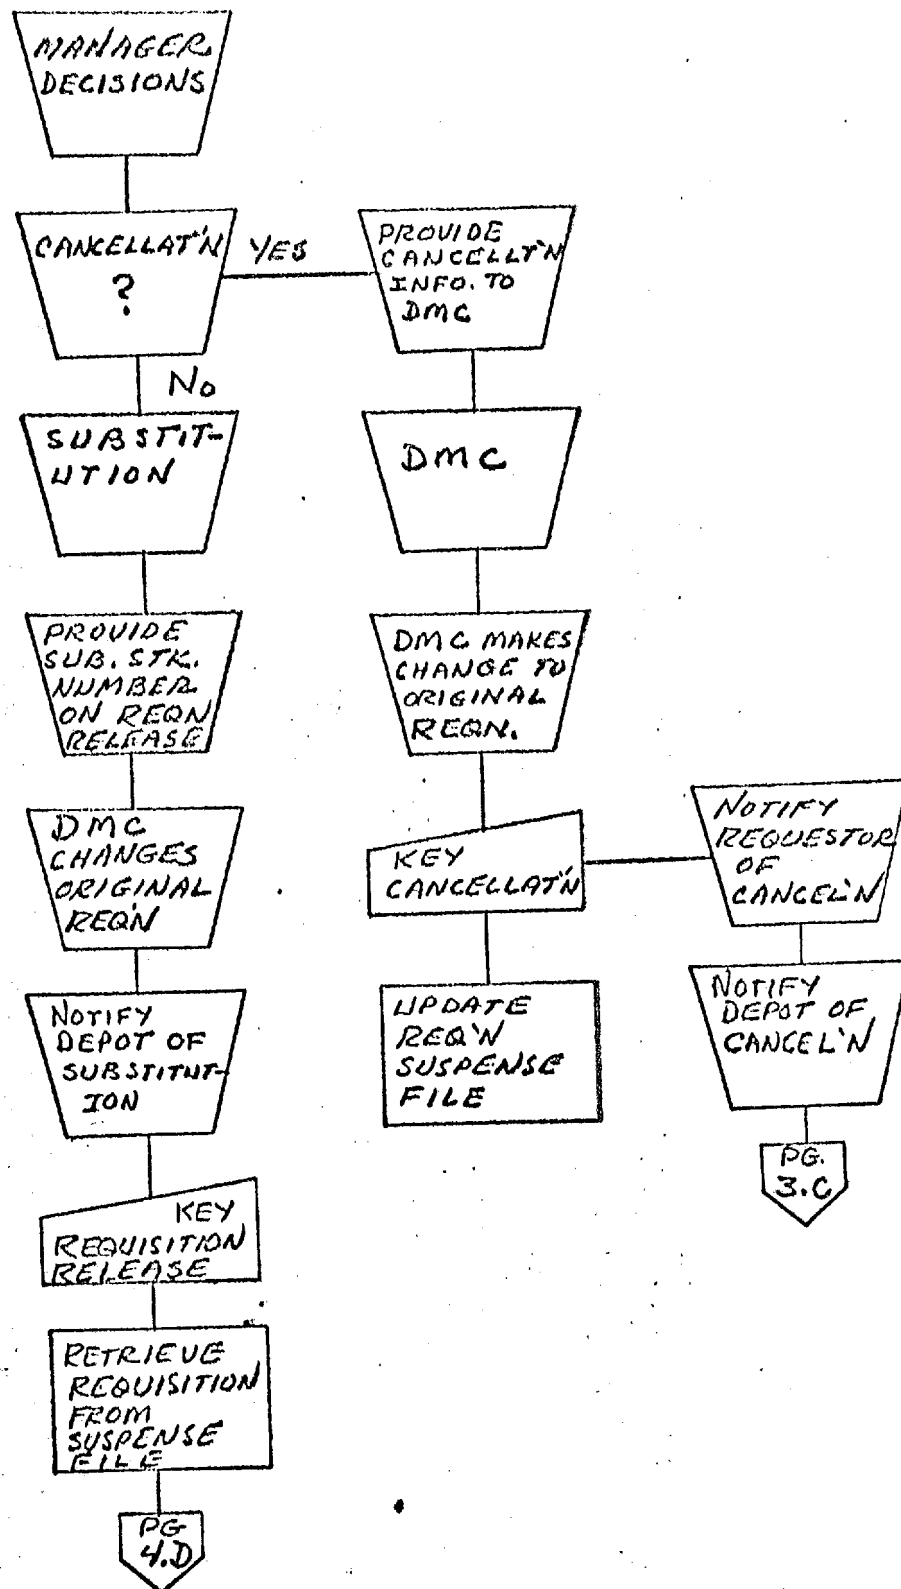 MANAGER
DECISIONS
CANCELLAT'N
?
YES
No
PROVIDE
CANCELLT'N
INFO. TO
DMC
SUBSTIT-
UTION
DMC
PROVIDE
SUB. STK.
NUMBER
ON REQN
RELEASE
DMC MAKES
CHANGE TO
ORIGINAL
REQN.
DMC
CHANGES
ORIGINAL
REQ'N
KEY
CANCELLAT'N
NOTIFY
REQUESTOR
OF
CANCEL'N
NOTIFY
DEPOT OF
SUBSTITUT-
ION
UPDATE
REQ'N
SUSPENSE
FILE
NOTIFY
DEPOT OF
CANCEL'N
PG.
3.C
KEY
REQUISITION
RELEASE
RETRIEVE
REQUISITION
FROM
SUSPENSE
FILE
PG
4.D